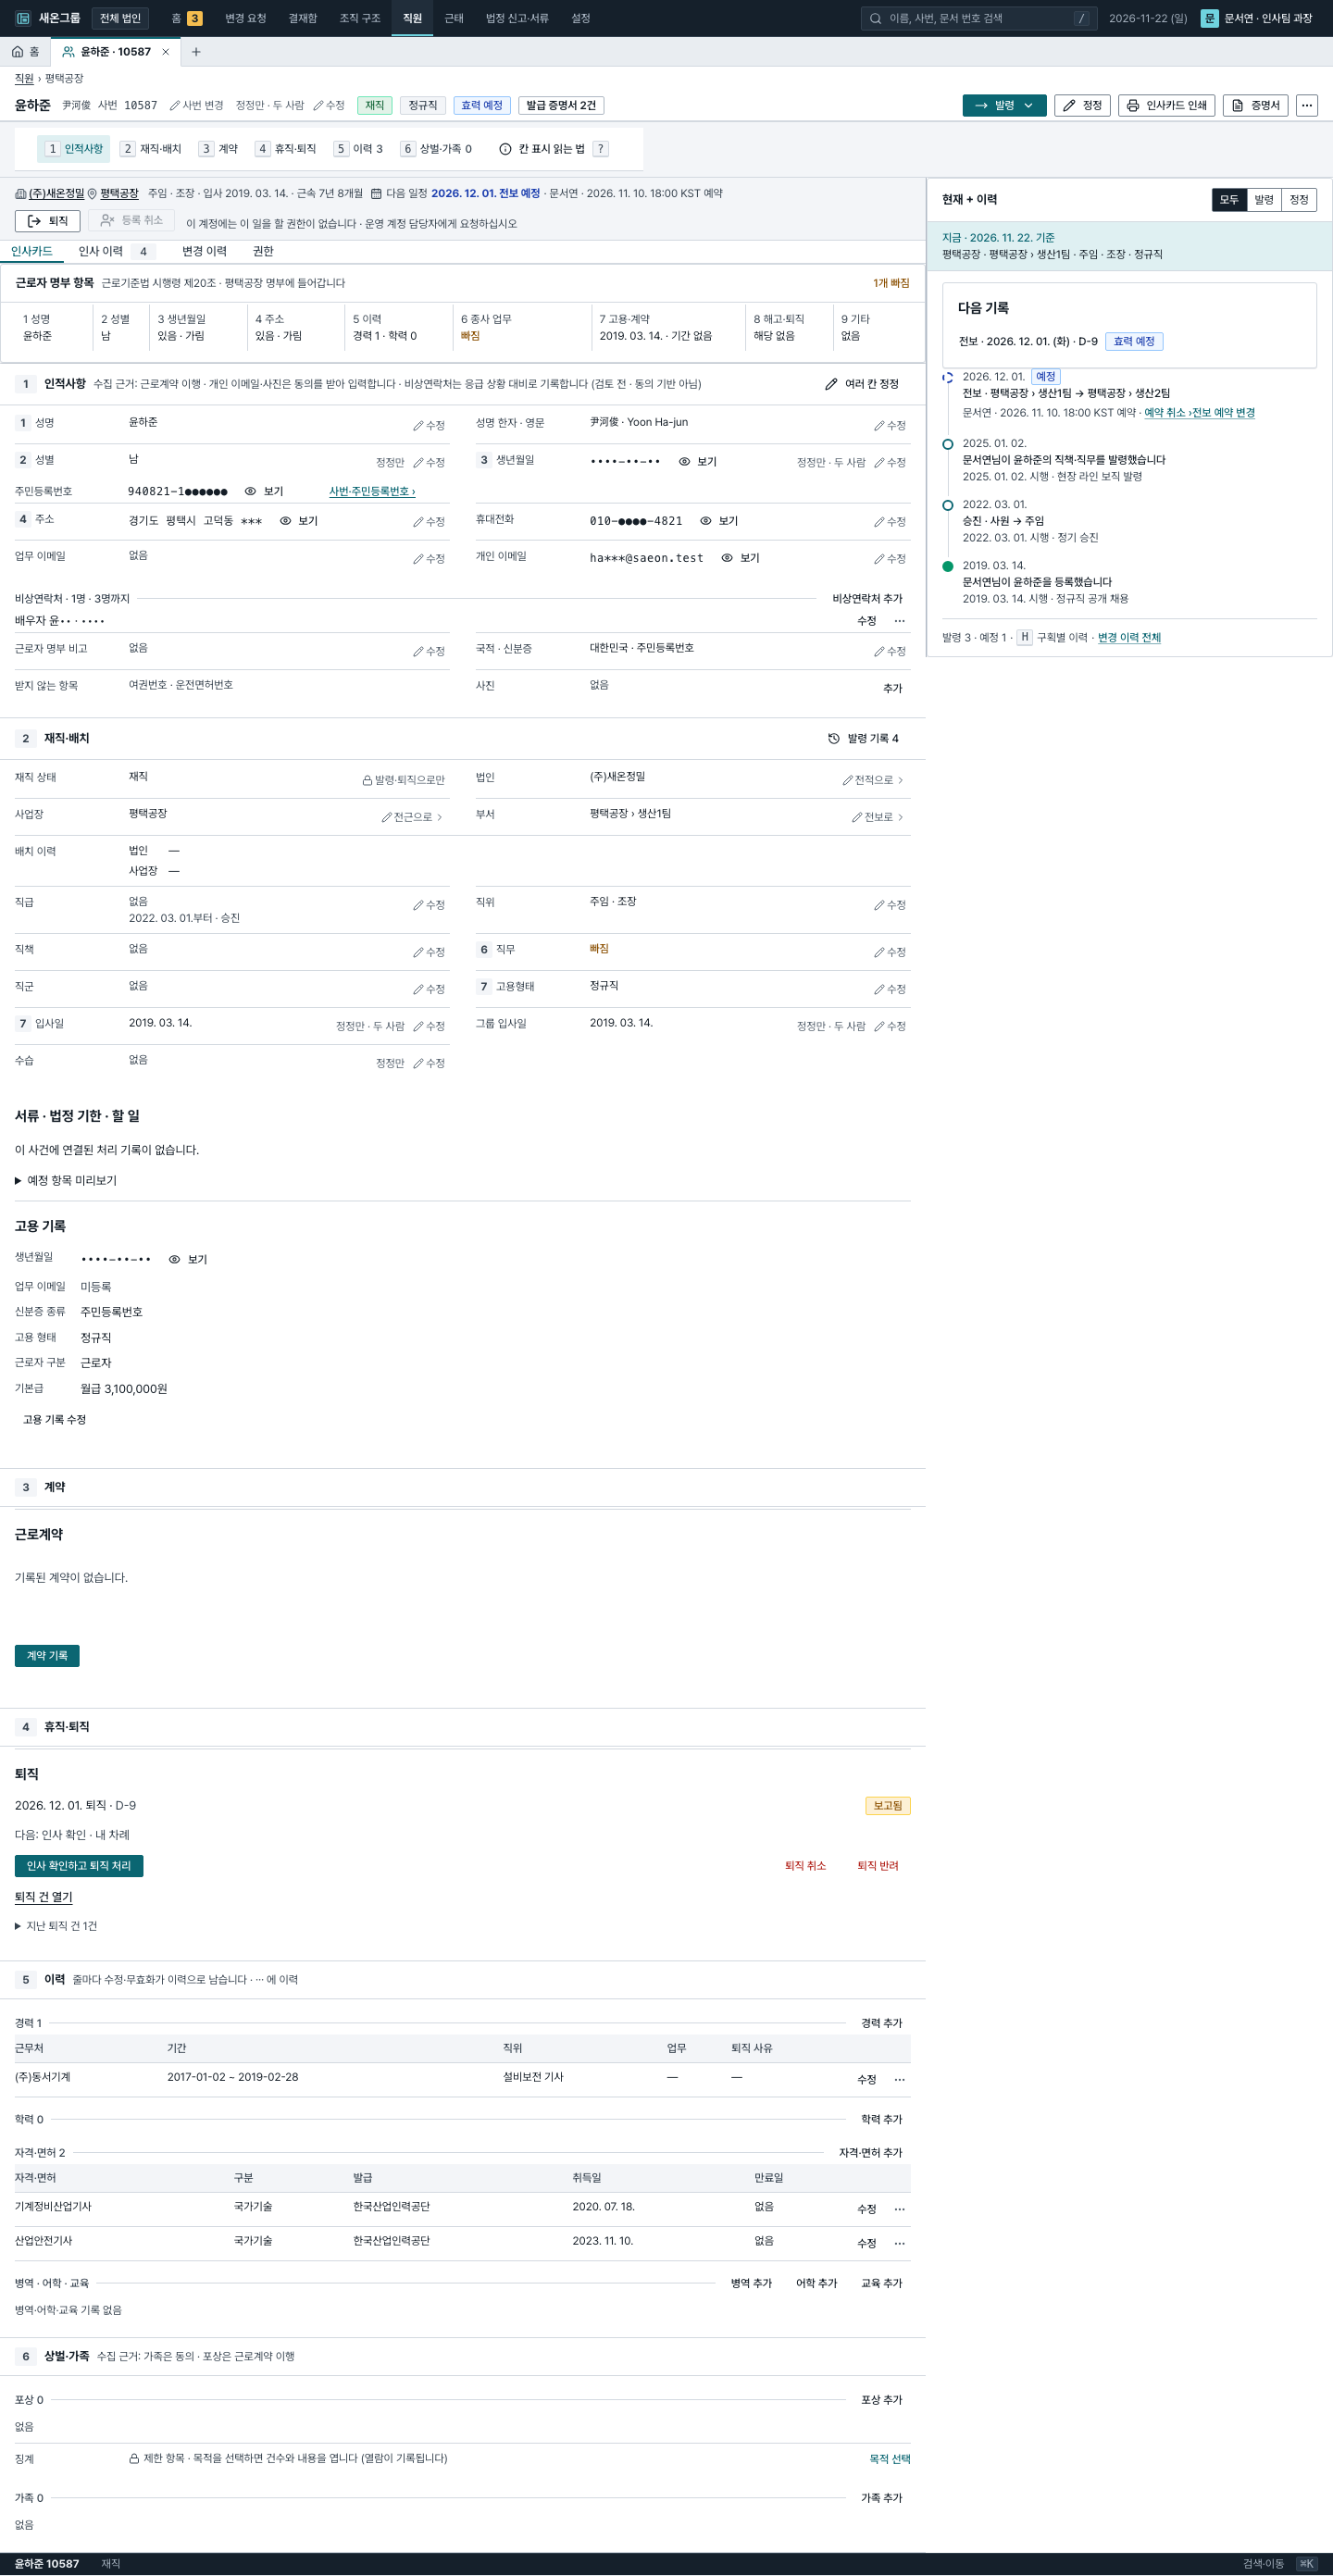 새온그룹 전체 법인 홈 3 변경 요청 결재함 조직 구조 직원 근태 법정 신고·서류 설정 이름, 사번, 문서 번호 검색 / 2026-11-22 (일) 문 문서연 · 인사팀 과장
홈 윤하준 · 10587 × +
직원 › 평택공장
윤하준 尹河俊 사번 10587 사번 변경 정정만 · 두 사람 수정 재직 정규직 효력 예정 발급 증명서 2건 발령 정정 인사카드 인쇄 증명서 ···
1 인적사항 2 재직·배치 3 계약 4 휴직·퇴직 5 이력 3 6 상벌·가족 0 칸 표시 읽는 법 ?
(주)새온정밀 평택공장 주임 · 조장 · 입사 2019. 03. 14. · 근속 7년 8개월 다음 일정 2026. 12. 01. 전보 예정 · 문서연 · 2026. 11. 10. 18:00 KST 예약
퇴직 등록 취소 이 계정에는 이 일을 할 권한이 없습니다 · 운영 계정 담당자에게 요청하십시오
인사카드 인사 이력 4 변경 이력 권한
근로자 명부 항목 근로기준법 시행령 제20조 · 평택공장 명부에 들어갑니다 1개 빠짐
1 성명 2 성별 3 생년월일 4 주소 5 이력 6 종사 업무 7 고용·계약 8 해고·퇴직 9 기타
윤하준 남 있음 · 가림 있음 · 가림 경력 1 · 학력 0 빠짐 2019. 03. 14. · 기간 없음 해당 없음 없음
1 인적사항 수집 근거: 근로계약 이행 · 개인 이메일·사진은 동의를 받아 입력합니다 · 비상연락처는 응급 상황 대비로 기록합니다 (검토 전 · 동의 기반 아님) 여러 칸 정정
1 성명 윤하준 수정 성명 한자 · 영문 尹河俊 · Yoon Ha-jun 수정
2 성별 남 정정만 수정 3 생년월일 ••••-••-•• 보기 정정만 · 두 사람 수정
주민등록번호 940821-1●●●●●● 보기 사번·주민등록번호 ›
4 주소 경기도 평택시 고덕동 *** 보기 수정 휴대전화 010-●●●●-4821 보기 수정
업무 이메일 없음 수정 개인 이메일 ha***@saeon.test 보기 수정
비상연락처 · 1명 · 3명까지 비상연락처 추가
배우자 윤•• · •••• 수정 ···
근로자 명부 비고 없음 수정 국적 · 신분증 대한민국 · 주민등록번호 수정
받지 않는 항목 여권번호 · 운전면허번호 사진 없음 추가
2 재직·배치 발령 기록 4
재직 상태 재직 발령·퇴직으로만 법인 (주)새온정밀 전적으로 ›
사업장 평택공장 전근으로 › 부서 평택공장 › 생산1팀 전보로 ›
배치 이력 법인 —
사업장 —
직급 없음 수정 직위 주임 · 조장 수정
2022. 03. 01.부터 · 승진
직책 없음 수정 6 직무 빠짐 수정
직군 없음 수정 7 고용형태 정규직 수정
7 입사일 2019. 03. 14. 정정만 · 두 사람 수정 그룹 입사일 2019. 03. 14. 정정만 · 두 사람 수정
수습 없음 정정만 수정
서류 · 법정 기한 · 할 일
이 사건에 연결된 처리 기록이 없습니다.
▶ 예정 항목 미리보기
고용 기록
생년월일 ••••-••-•• 보기
업무 이메일 미등록
신분증 종류 주민등록번호
고용 형태 정규직
근로자 구분 근로자
기본급 월급 3,100,000원
고용 기록 수정
3 계약
근로계약
기록된 계약이 없습니다.
계약 기록
4 휴직·퇴직
퇴직
2026. 12. 01. 퇴직 · D-9 보고됨
다음: 인사 확인 · 내 차례
인사 확인하고 퇴직 처리 퇴직 취소 퇴직 반려
퇴직 건 열기
▶ 지난 퇴직 건 1건
5 이력 줄마다 수정·무효화가 이력으로 남습니다 · ··· 에 이력
경력 1 경력 추가
근무처 기간 직위 업무 퇴직 사유
(주)동서기계 2017-01-02 ~ 2019-02-28 설비보전 기사 — — 수정 ···
학력 0 학력 추가
자격·면허 2 자격·면허 추가
자격·면허 구분 발급 취득일 만료일
기계정비산업기사 국가기술 한국산업인력공단 2020. 07. 18. 없음 수정 ···
산업안전기사 국가기술 한국산업인력공단 2023. 11. 10. 없음 수정 ···
병역 · 어학 · 교육 병역 추가 어학 추가 교육 추가
병역·어학·교육 기록 없음
6 상벌·가족 수집 근거: 가족은 동의 · 포상은 근로계약 이행
포상 0 포상 추가
없음
징계 제한 항목 · 목적을 선택하면 건수와 내용을 엽니다 (열람이 기록됩니다) 목적 선택
가족 0 가족 추가
없음
현재 + 이력 모두 발령 정정
지금 · 2026. 11. 22. 기준
평택공장 · 평택공장 › 생산1팀 · 주임 · 조장 · 정규직
다음 기록
전보 · 2026. 12. 01. (화) · D-9 효력 예정
2026. 12. 01. 예정
전보 · 평택공장 › 생산1팀 → 평택공장 › 생산2팀
문서연 · 2026. 11. 10. 18:00 KST 예약 · 예약 취소 ›전보 예약 변경
2025. 01. 02.
문서연님이 윤하준의 직책·직무를 발령했습니다
2025. 01. 02. 시행 · 현장 라인 보직 발령
2022. 03. 01.
승진 · 사원 → 주임
2022. 03. 01. 시행 · 정기 승진
2019. 03. 14.
문서연님이 윤하준을 등록했습니다
2019. 03. 14. 시행 · 정규직 공개 채용
발령 3 · 예정 1 · H 구획별 이력 · 변경 이력 전체
윤하준 10587 재직 검색·이동 ⌘K